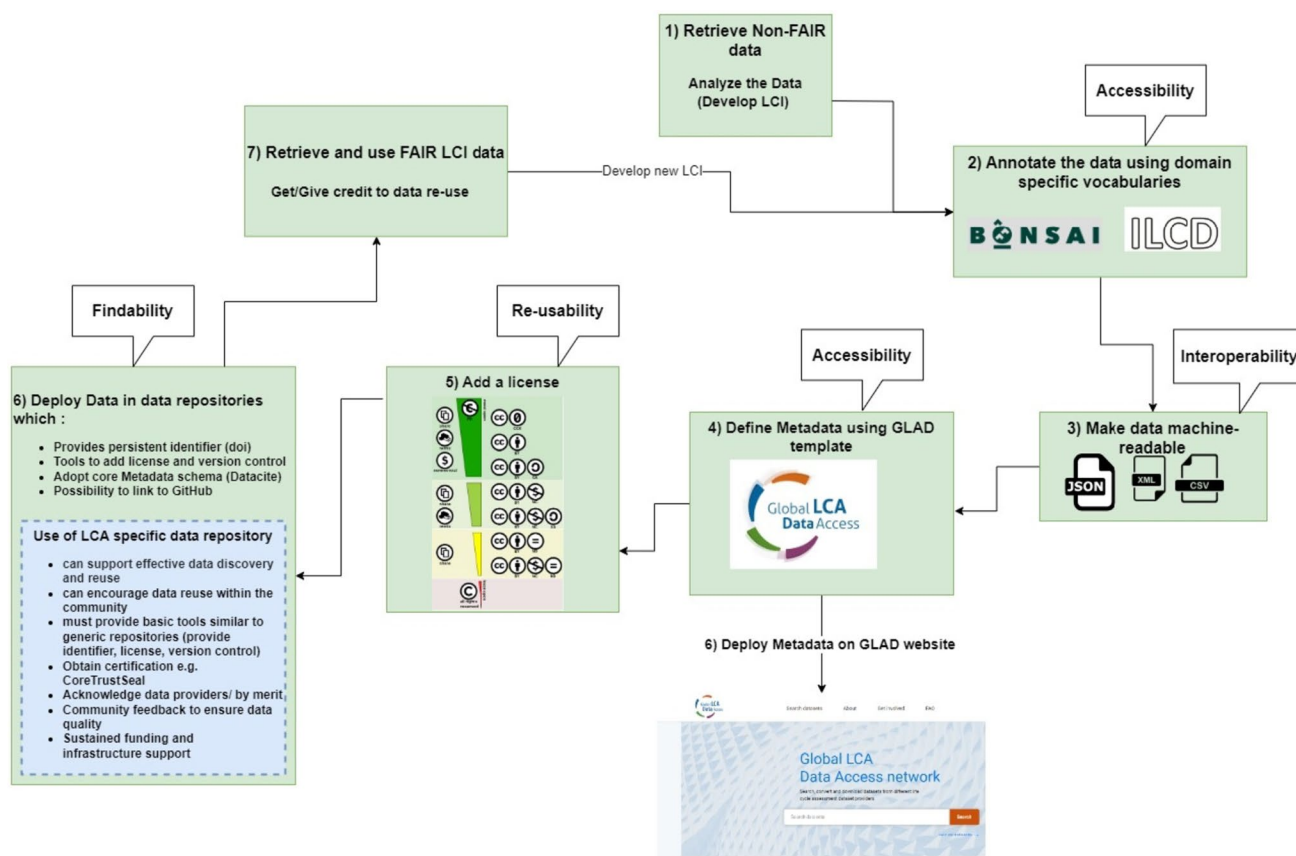 1) Retrieve Non-FAIR
data
Analyze the Data
(Develop LCI)
Accessibility
2) Annotate the data using domain
specific vocabularies
BONSAI
ILCD
7) Retrieve and use FAIR LCI data
Get/Give credit to data re-use
Develop new LCI
Findability
Re-usability
Accessibility
Interoperability
6) Deploy Data in data repositories
which :
• Provides persistent identifier (doi)
• Tools to add license and version control
• Adopt core Metadata schema (Datacite)
• Possibility to link to GitHub
Use of LCA specific data repository
• can support effective data discovery
and reuse
• can encourage data reuse within the
community
• must provide basic tools similar to
generic repositories (provide
identifier, license, version control)
• Obtain certification e.g.
CoreTrustSeal
• Acknowledge data providers/ by merit
• Community feedback to ensure data
quality
• Sustained funding and
infrastructure support
5) Add a license
4) Define Metadata using GLAD
template
Global LCA
Data Access
3) Make data machine-
readable
JSON
XML
CSV
6) Deploy Metadata on GLAD website
Search datasets
About
Get involved
Global LCA
Data Access network
Search